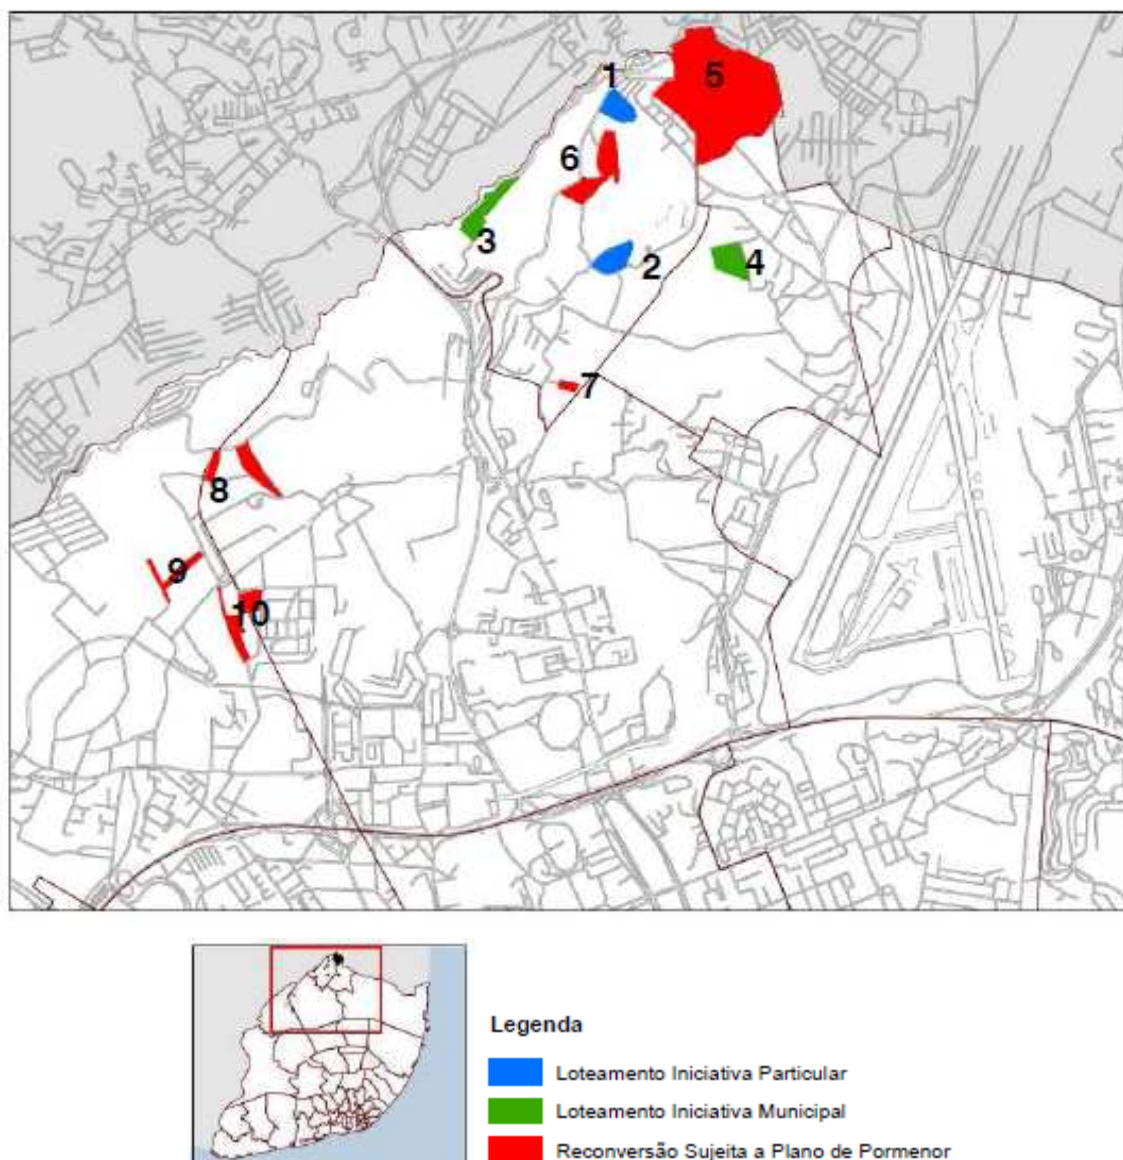 5
1
6
3
2
4
7
8
9
10
Legenda
Loteamento Iniciativa Particular
Loteamento Iniciativa Municipal
Reconversão Sujeita a Plano de Pormenor